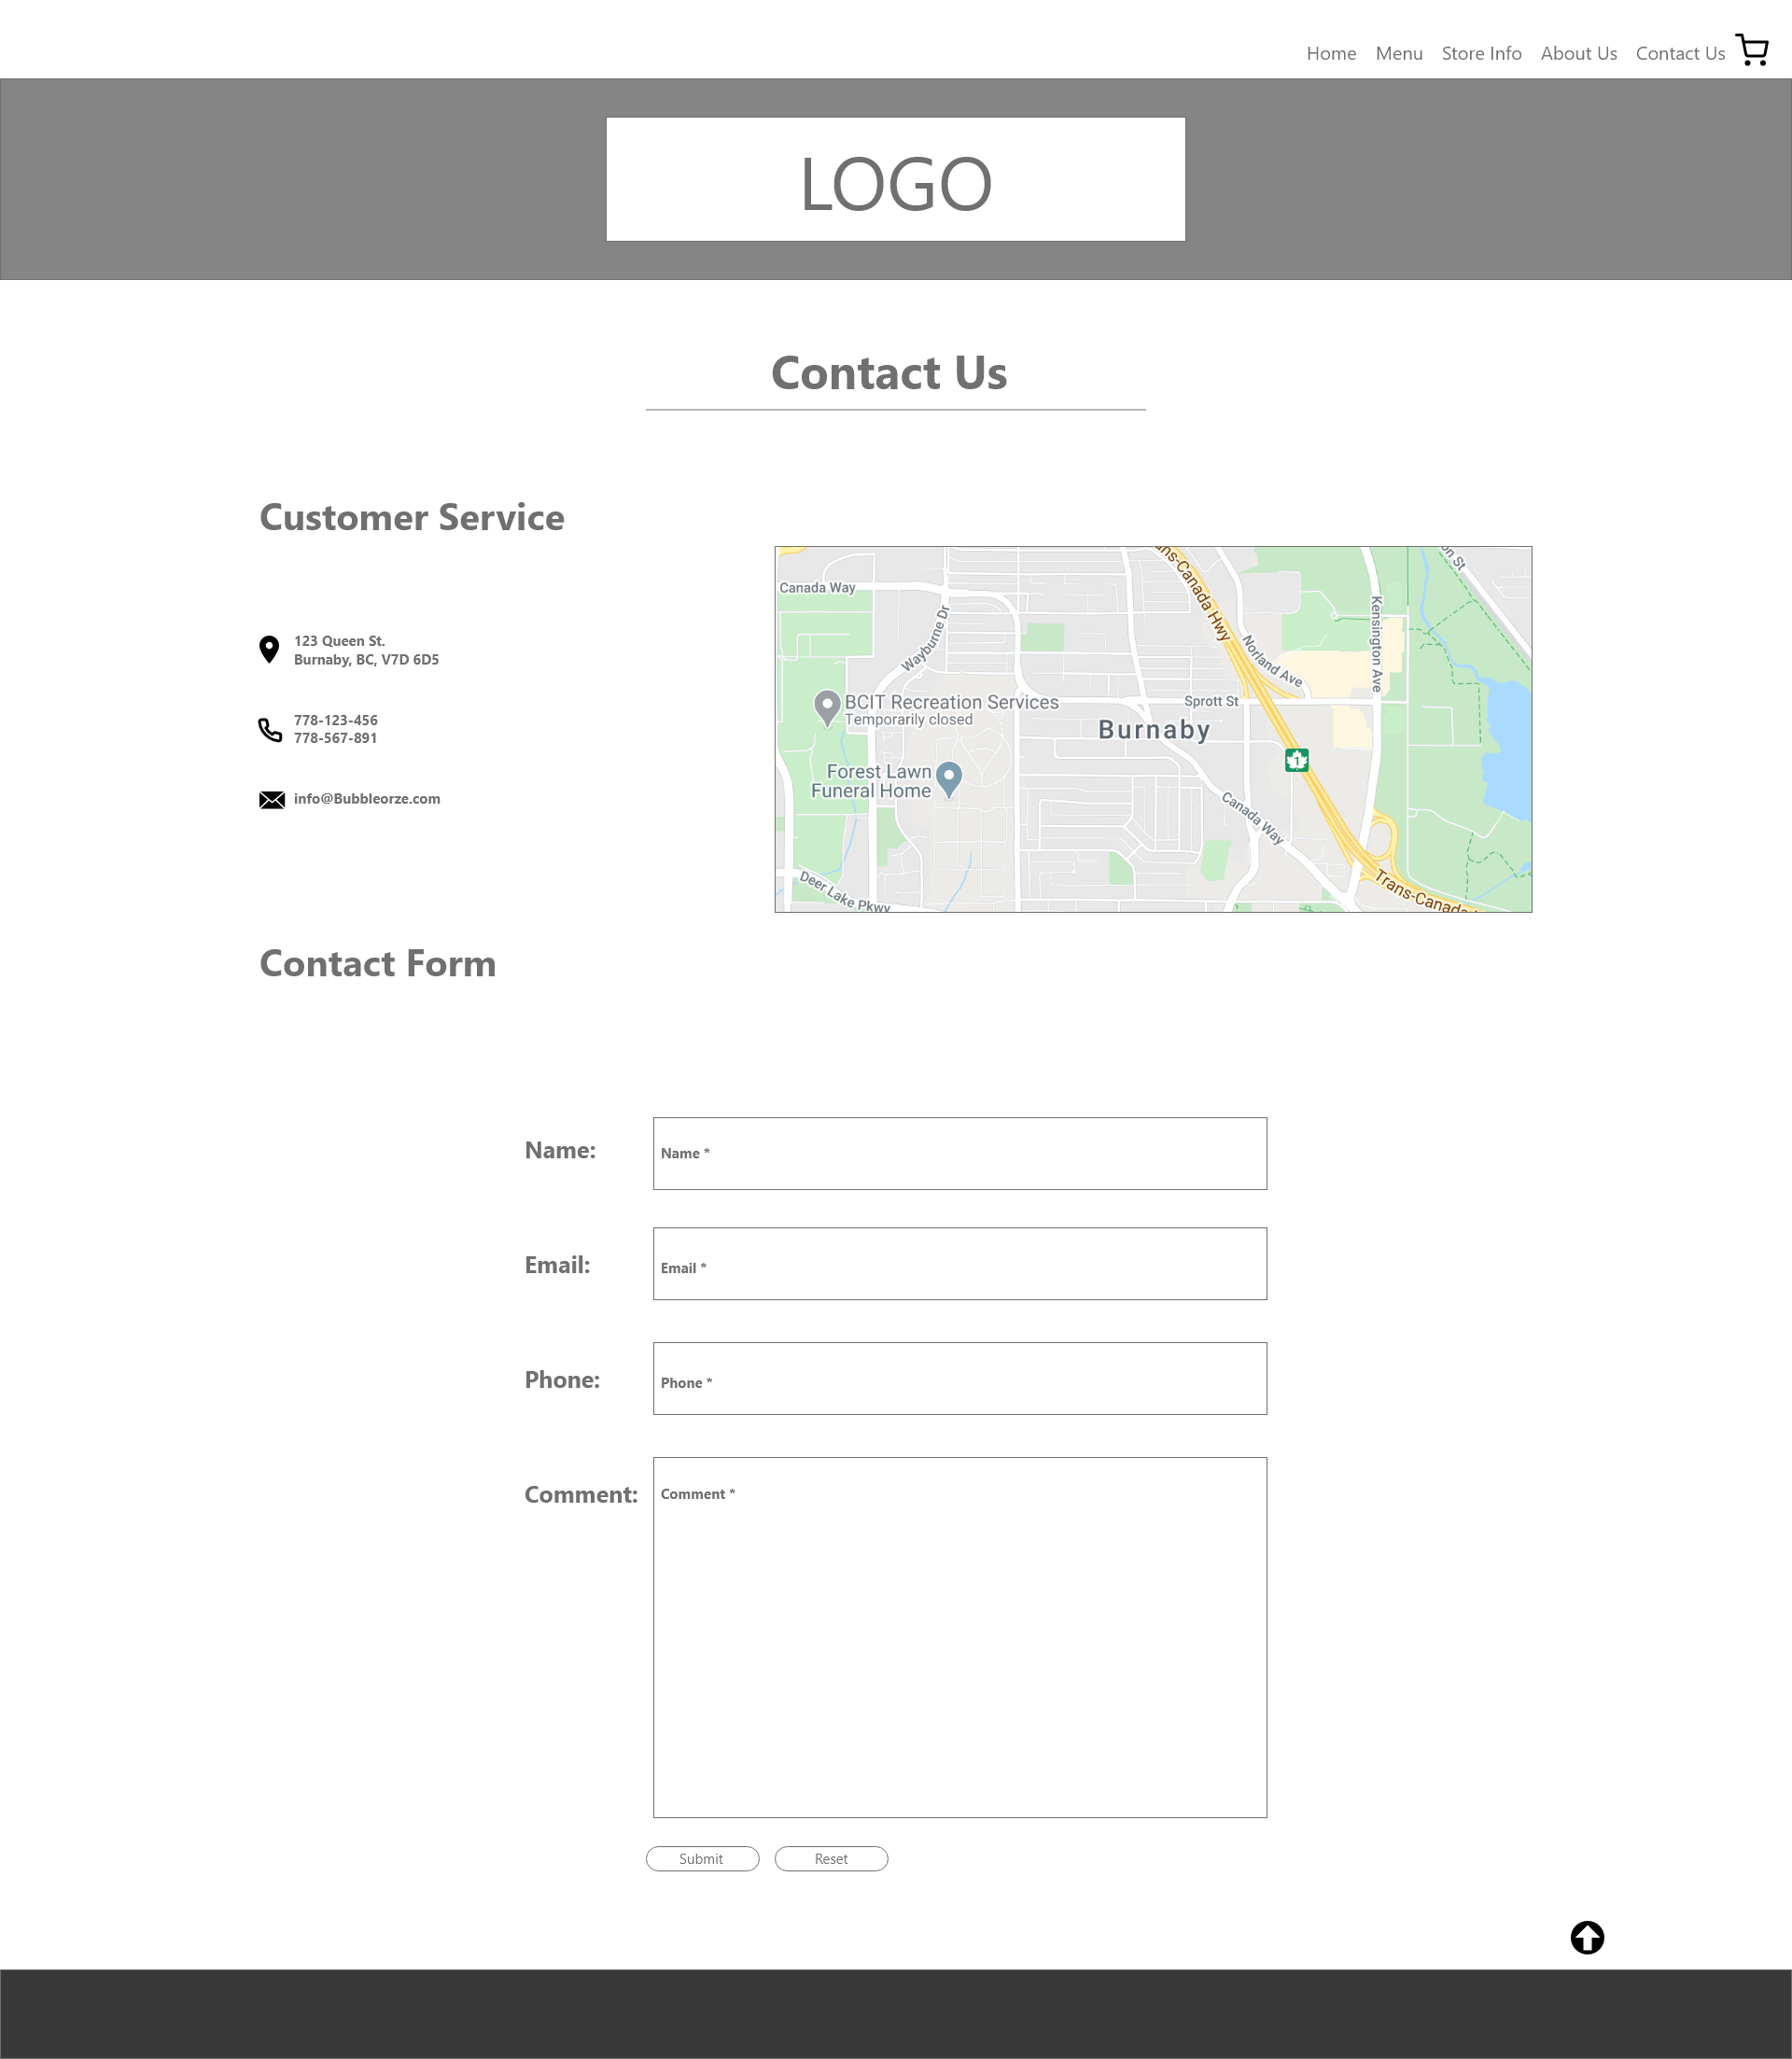 Home Menu Store Info About Us Contact Us
LOGO
Contact Us
Customer Service
123 Queen St.
Burnaby, BC, V7D 6D5
778-123-456
778-567-891
info@Bubbleorze.com
Canada Way
Wayburne Dr
BCIT Recreation Services
Temporarily closed
Forest Lawn
Funeral Home
Deer Lake Pkwy
ns-Canada Hwy
Norland Ave
Kensington Ave
on St
Sprott St
Burnaby
1
Canada Way
Trans-Canada
Contact Form
Name:
Name *
Email:
Email *
Phone:
Phone *
Comment:
Comment *
Submit Reset